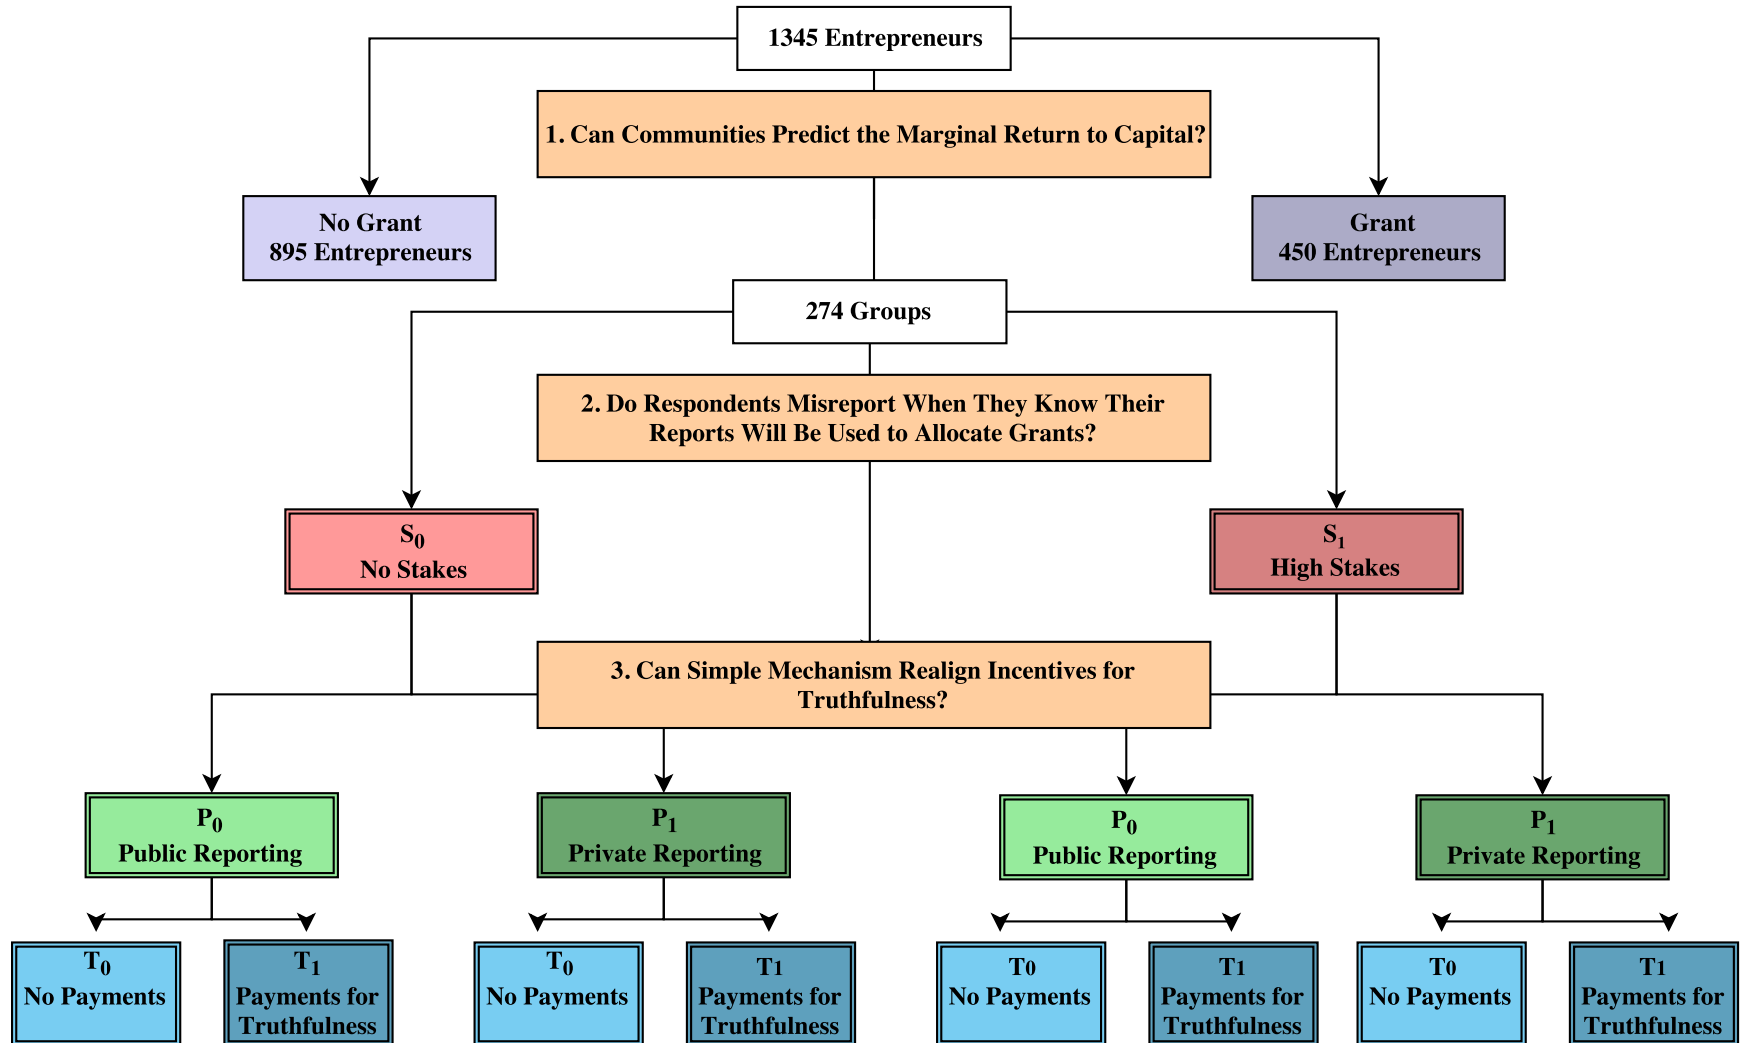 1345 Entrepreneurs
1. Can Communities Predict the Marginal Return to Capital?
No Grant
895 Entrepreneurs
Grant
450 Entrepreneurs
274 Groups
2. Do Respondents Misreport When They Know Their
Reports Will Be Used to Allocate Grants?
S0
No Stakes
S1
High Stakes
3. Can Simple Mechanism Realign Incentives for
Truthfulness?
P0
Public Reporting
P1
Private Reporting
P0
Public Reporting
P1
Private Reporting
T0
No Payments
T1
Payments for
Truthfulness
T0
No Payments
T1
Payments for
Truthfulness
T0
No Payments
T1
Payments for
Truthfulness
T0
No Payments
T1
Payments for
Truthfulness